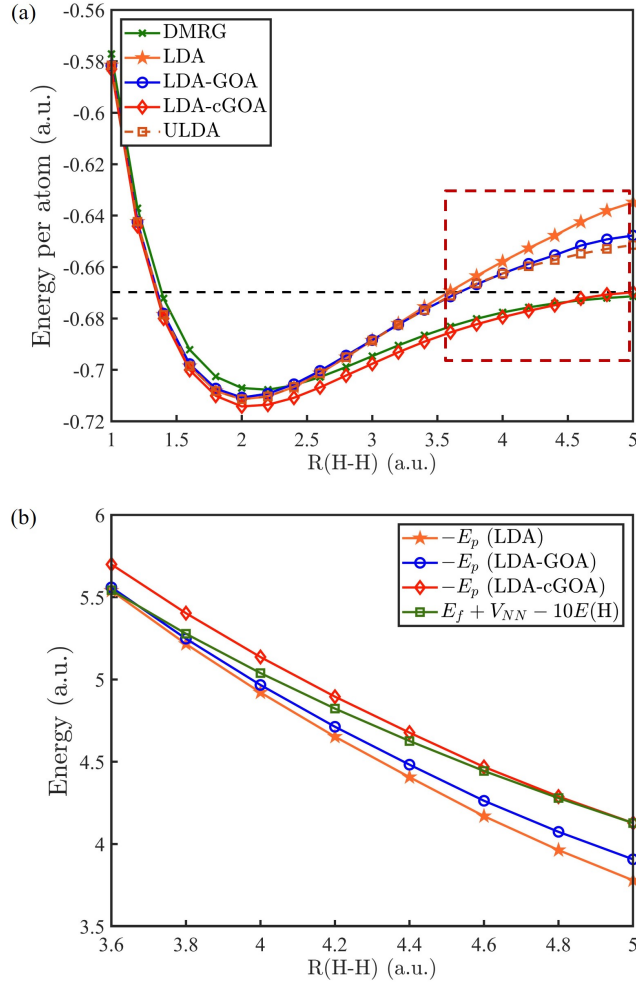 (a)
-0.56
-0.58
-0.6
-0.62
-0.64
-0.66
-0.68
-0.7
-0.72
Energy per atom (a.u.)
DMRG
LDA
LDA-GOA
LDA-cGOA
ULDA
1 1.5 2 2.5 3 3.5 4 4.5 5
R(H-H) (a.u.)
(b)
6
5.5
5
4.5
4
3.5
Energy (a.u.)
−E_p (LDA)
−E_p (LDA-GOA)
−E_p (LDA-cGOA)
E_f + V_{NN} − 10E(H)
3.6 3.8 4 4.2 4.4 4.6 4.8 5
R(H-H) (a.u.)